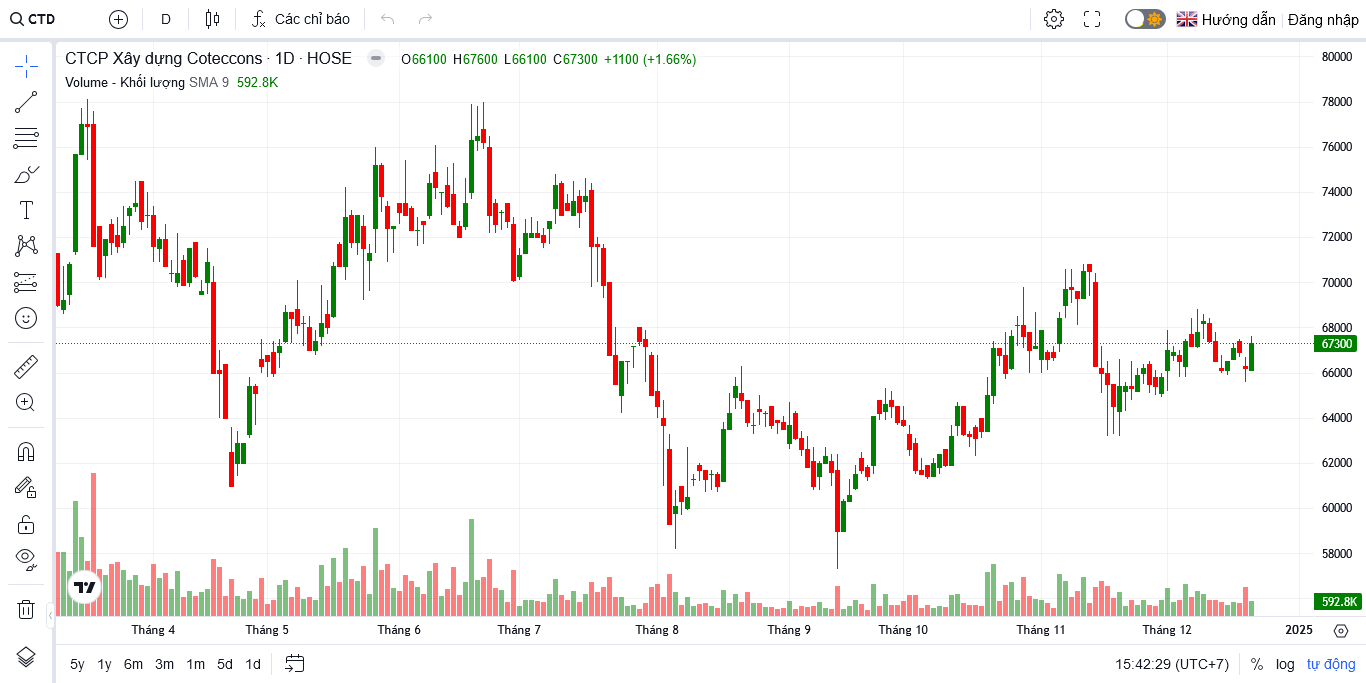 CTD D Các chỉ báo Hướng dẫn Đăng nhập
CTCP Xây dựng Coteccons · 1D · HOSE O66100 H67600 L66100 C67300 +1100 (+1.66%)
Volume - Khối lượng SMA 9 592.8K
80000
78000
76000
74000
72000
70000
68000
67300
66000
64000
62000
60000
58000
592.8K
Tháng 4 Tháng 5 Tháng 6 Tháng 7 Tháng 8 Tháng 9 Tháng 10 Tháng 11 Tháng 12 2025
5y 1y 6m 3m 1m 5d 1d 15:42:29 (UTC+7) % log tự động